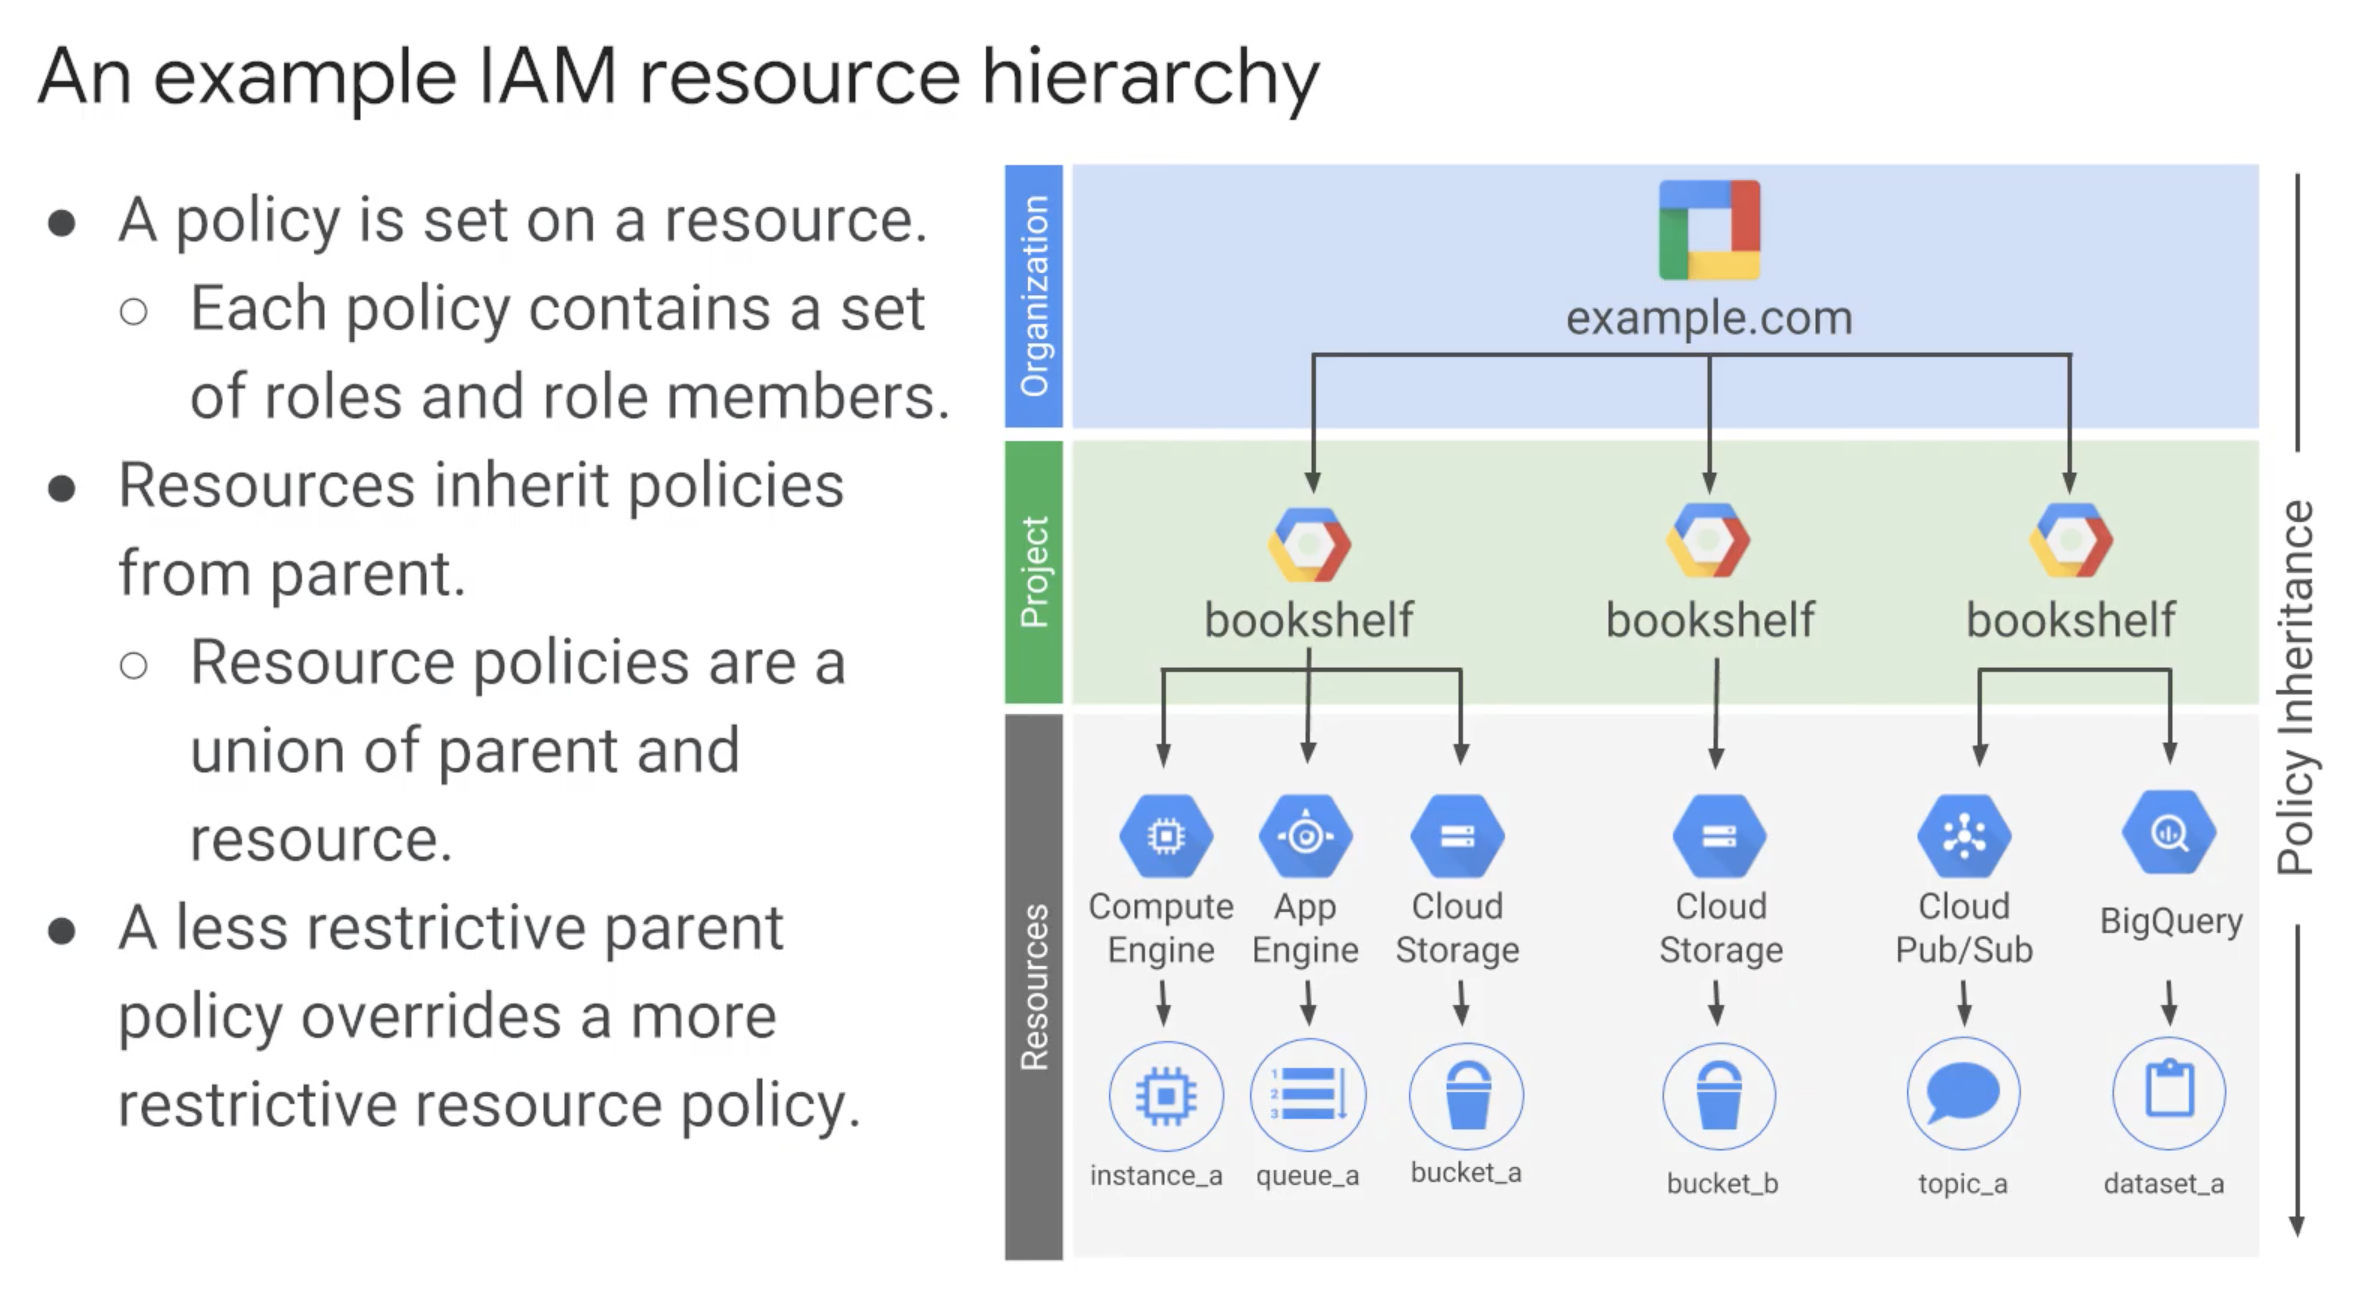 An example IAM resource hierarchy
● A policy is set on a resource.
○ Each policy contains a set
of roles and role members.
● Resources inherit policies
from parent.
○ Resource policies are a
union of parent and
resource.
● A less restrictive parent
policy overrides a more
restrictive resource policy.
Organization
example.com
Project
bookshelf
bookshelf
bookshelf
Resources
Compute
Engine
App
Engine
Cloud
Storage
Cloud
Storage
Cloud
Pub/Sub
BigQuery
1
2
3
instance_a
queue_a
bucket_a
bucket_b
topic_a
dataset_a
Policy Inheritance